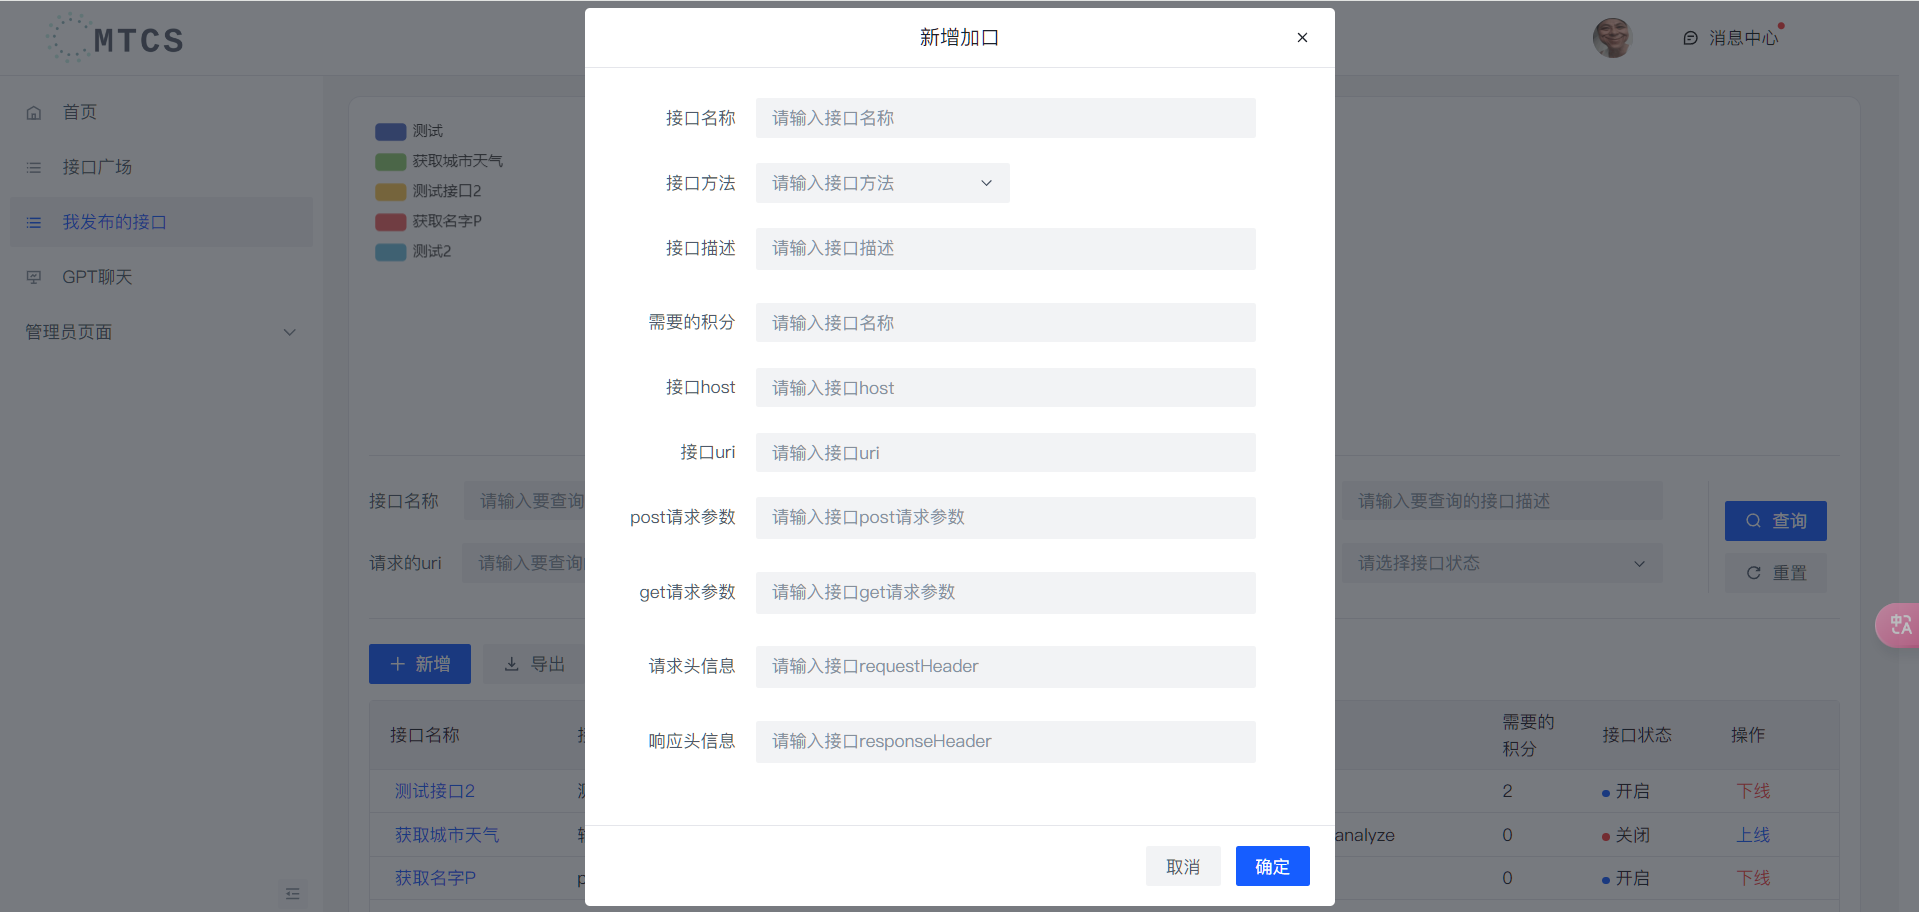 MTCS
消息中心
首页
接口广场
我发布的接口
GPT聊天
管理员页面
测试
获取城市天气
测试接口2
获取名字P
测试2
新增加口
接口名称 请输入接口名称
接口方法 请输入接口方法
接口描述 请输入接口描述
需要的积分 请输入接口名称
接口host 请输入接口host
接口uri 请输入接口uri
post请求参数 请输入接口post请求参数
get请求参数 请输入接口get请求参数
请求头信息 请输入接口requestHeader
响应头信息 请输入接口responseHeader
取消 确定
接口名称 请输入要查询
请输入要查询的接口描述
请求的uri 请输入要查询
请选择接口状态
查询
重置
新增 导出
接口名称 需要的积分 接口状态 操作
测试接口2 2 开启 下线
获取城市天气 analyze 0 关闭 上线
获取名字P p 0 开启 下线
中A